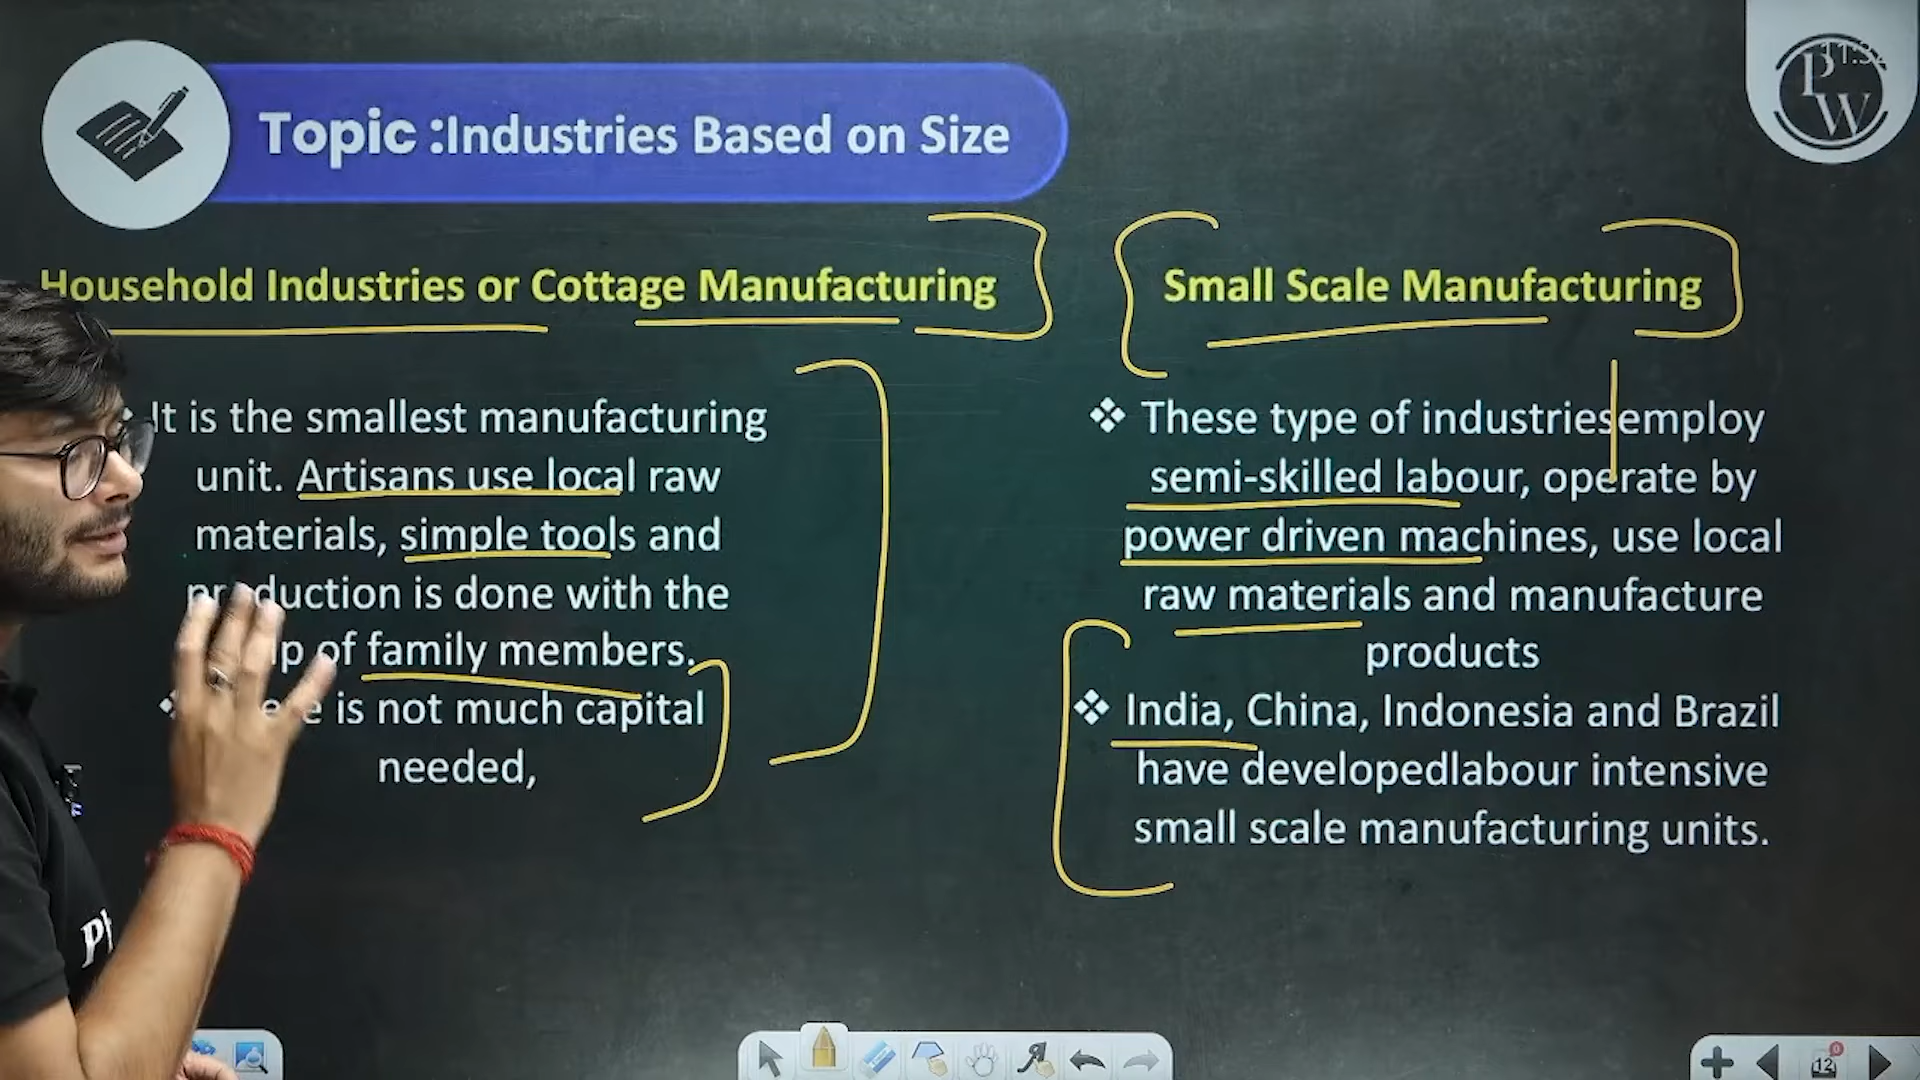 Topic :Industries Based on Size
Household Industries or Cottage Manufacturing
It is the smallest manufacturing
unit. Artisans use local raw
materials, simple tools and
production is done with the
of family members.
is not much capital
needed,
Small Scale Manufacturing
❖ These type of industriesemploy
semi-skilled labour, operate by
power driven machines, use local
raw materials and manufacture
products
❖ India, China, Indonesia and Brazil
have developedlabour intensive
small scale manufacturing units.
PW
12